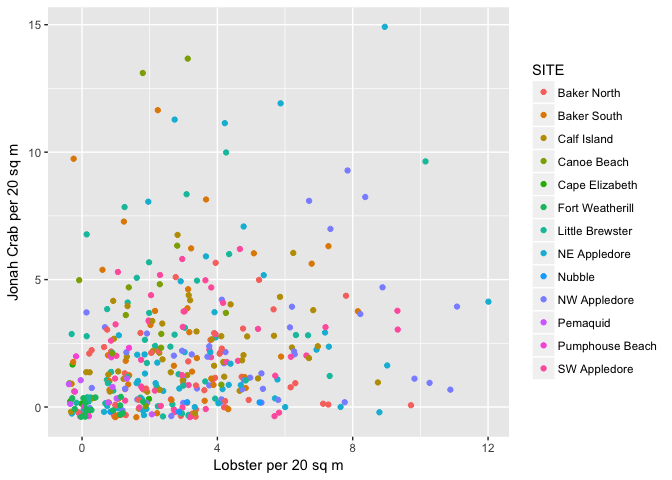 15
10
5
0
Jonah Crab per 20 sq m
0 4 8 12
Lobster per 20 sq m
SITE
Baker North
Baker South
Calf Island
Canoe Beach
Cape Elizabeth
Fort Weatherill
Little Brewster
NE Appledore
Nubble
NW Appledore
Pemaquid
Pumphouse Beach
SW Appledore